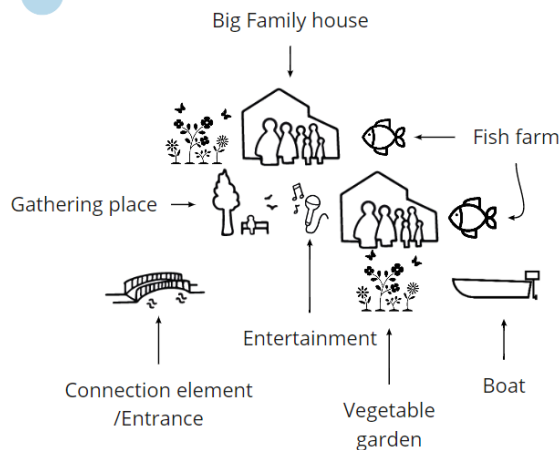 Big Family house
Fish farm
Gathering place
Entertainment
Connection element
/Entrance
Vegetable
garden
Boat